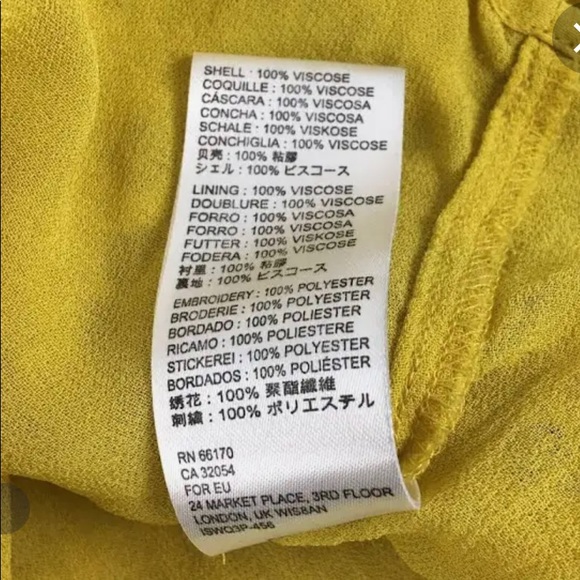 SHELL : 100% VISCOSE
COQUILLE : 100% VISCOSE
CÁSCARA : 100% VISCOSA
CONCHA : 100% VISCOSA
SCHALE : 100% VISKOSE
CONCHIGLIA : 100% VISCOSE
贝壳 : 100% 粘膠
シェル : 100% ビスコース
LINING : 100% VISCOSE
DOUBLURE : 100% VISCOSE
FORRO : 100% VISCOSA
FORRO : 100% VISCOSA
FUTTER : 100% VISKOSE
FODERA : 100% VISCOSE
衬里 : 100% 粘膠
裏地 : 100% ビスコース
EMBROIDERY : 100% POLYESTER
BRODERIE : 100% POLYESTER
BORDADO : 100% POLIESTER
RICAMO : 100% POLIESTERE
STICKEREI : 100% POLYESTER
BORDADOS : 100% POLIÉSTER
绣花 : 100% 聚酯纖維
刺繍 : 100% ポリエステル
RN 66170
CA 32054
FOR EU
24 MARKET PLACE, 3RD FLOOR
LONDON, UK WIS8AN
ISWQ3P-456